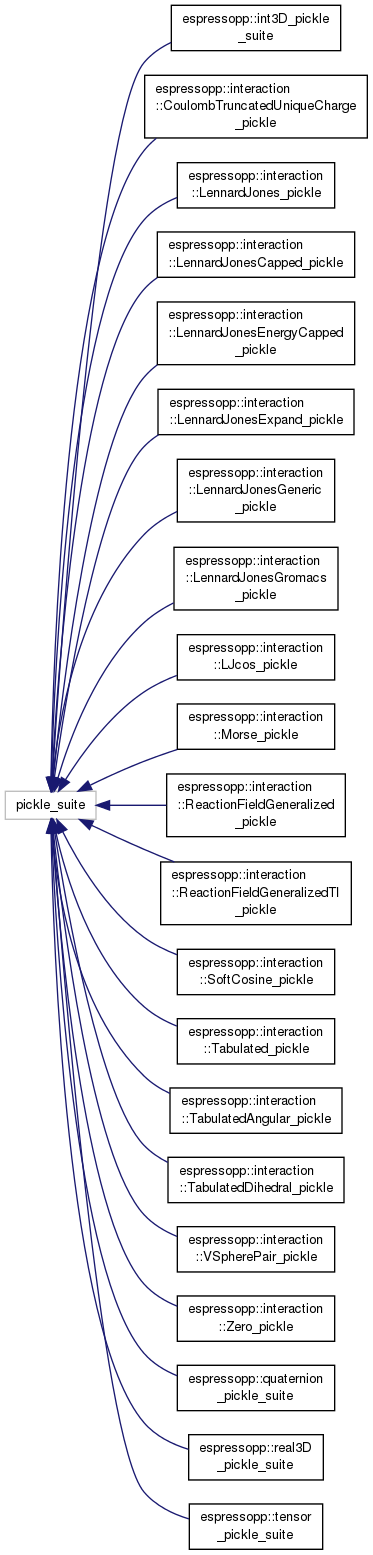 espressopp::int3D_pickle
_suite
espressopp::interaction
::CoulombTruncatedUniqueCharge
_pickle
espressopp::interaction
::LennardJones_pickle
espressopp::interaction
::LennardJonesCapped_pickle
espressopp::interaction
::LennardJonesEnergyCapped
_pickle
espressopp::interaction
::LennardJonesExpand_pickle
espressopp::interaction
::LennardJonesGeneric
_pickle
espressopp::interaction
::LennardJonesGromacs
_pickle
espressopp::interaction
::LJcos_pickle
espressopp::interaction
::Morse_pickle
pickle_suite
espressopp::interaction
::ReactionFieldGeneralized
_pickle
espressopp::interaction
::ReactionFieldGeneralizedTI
_pickle
espressopp::interaction
::SoftCosine_pickle
espressopp::interaction
::Tabulated_pickle
espressopp::interaction
::TabulatedAngular_pickle
espressopp::interaction
::TabulatedDihedral_pickle
espressopp::interaction
::VSpherePair_pickle
espressopp::interaction
::Zero_pickle
espressopp::quaternion
_pickle_suite
espressopp::real3D
_pickle_suite
espressopp::tensor
_pickle_suite